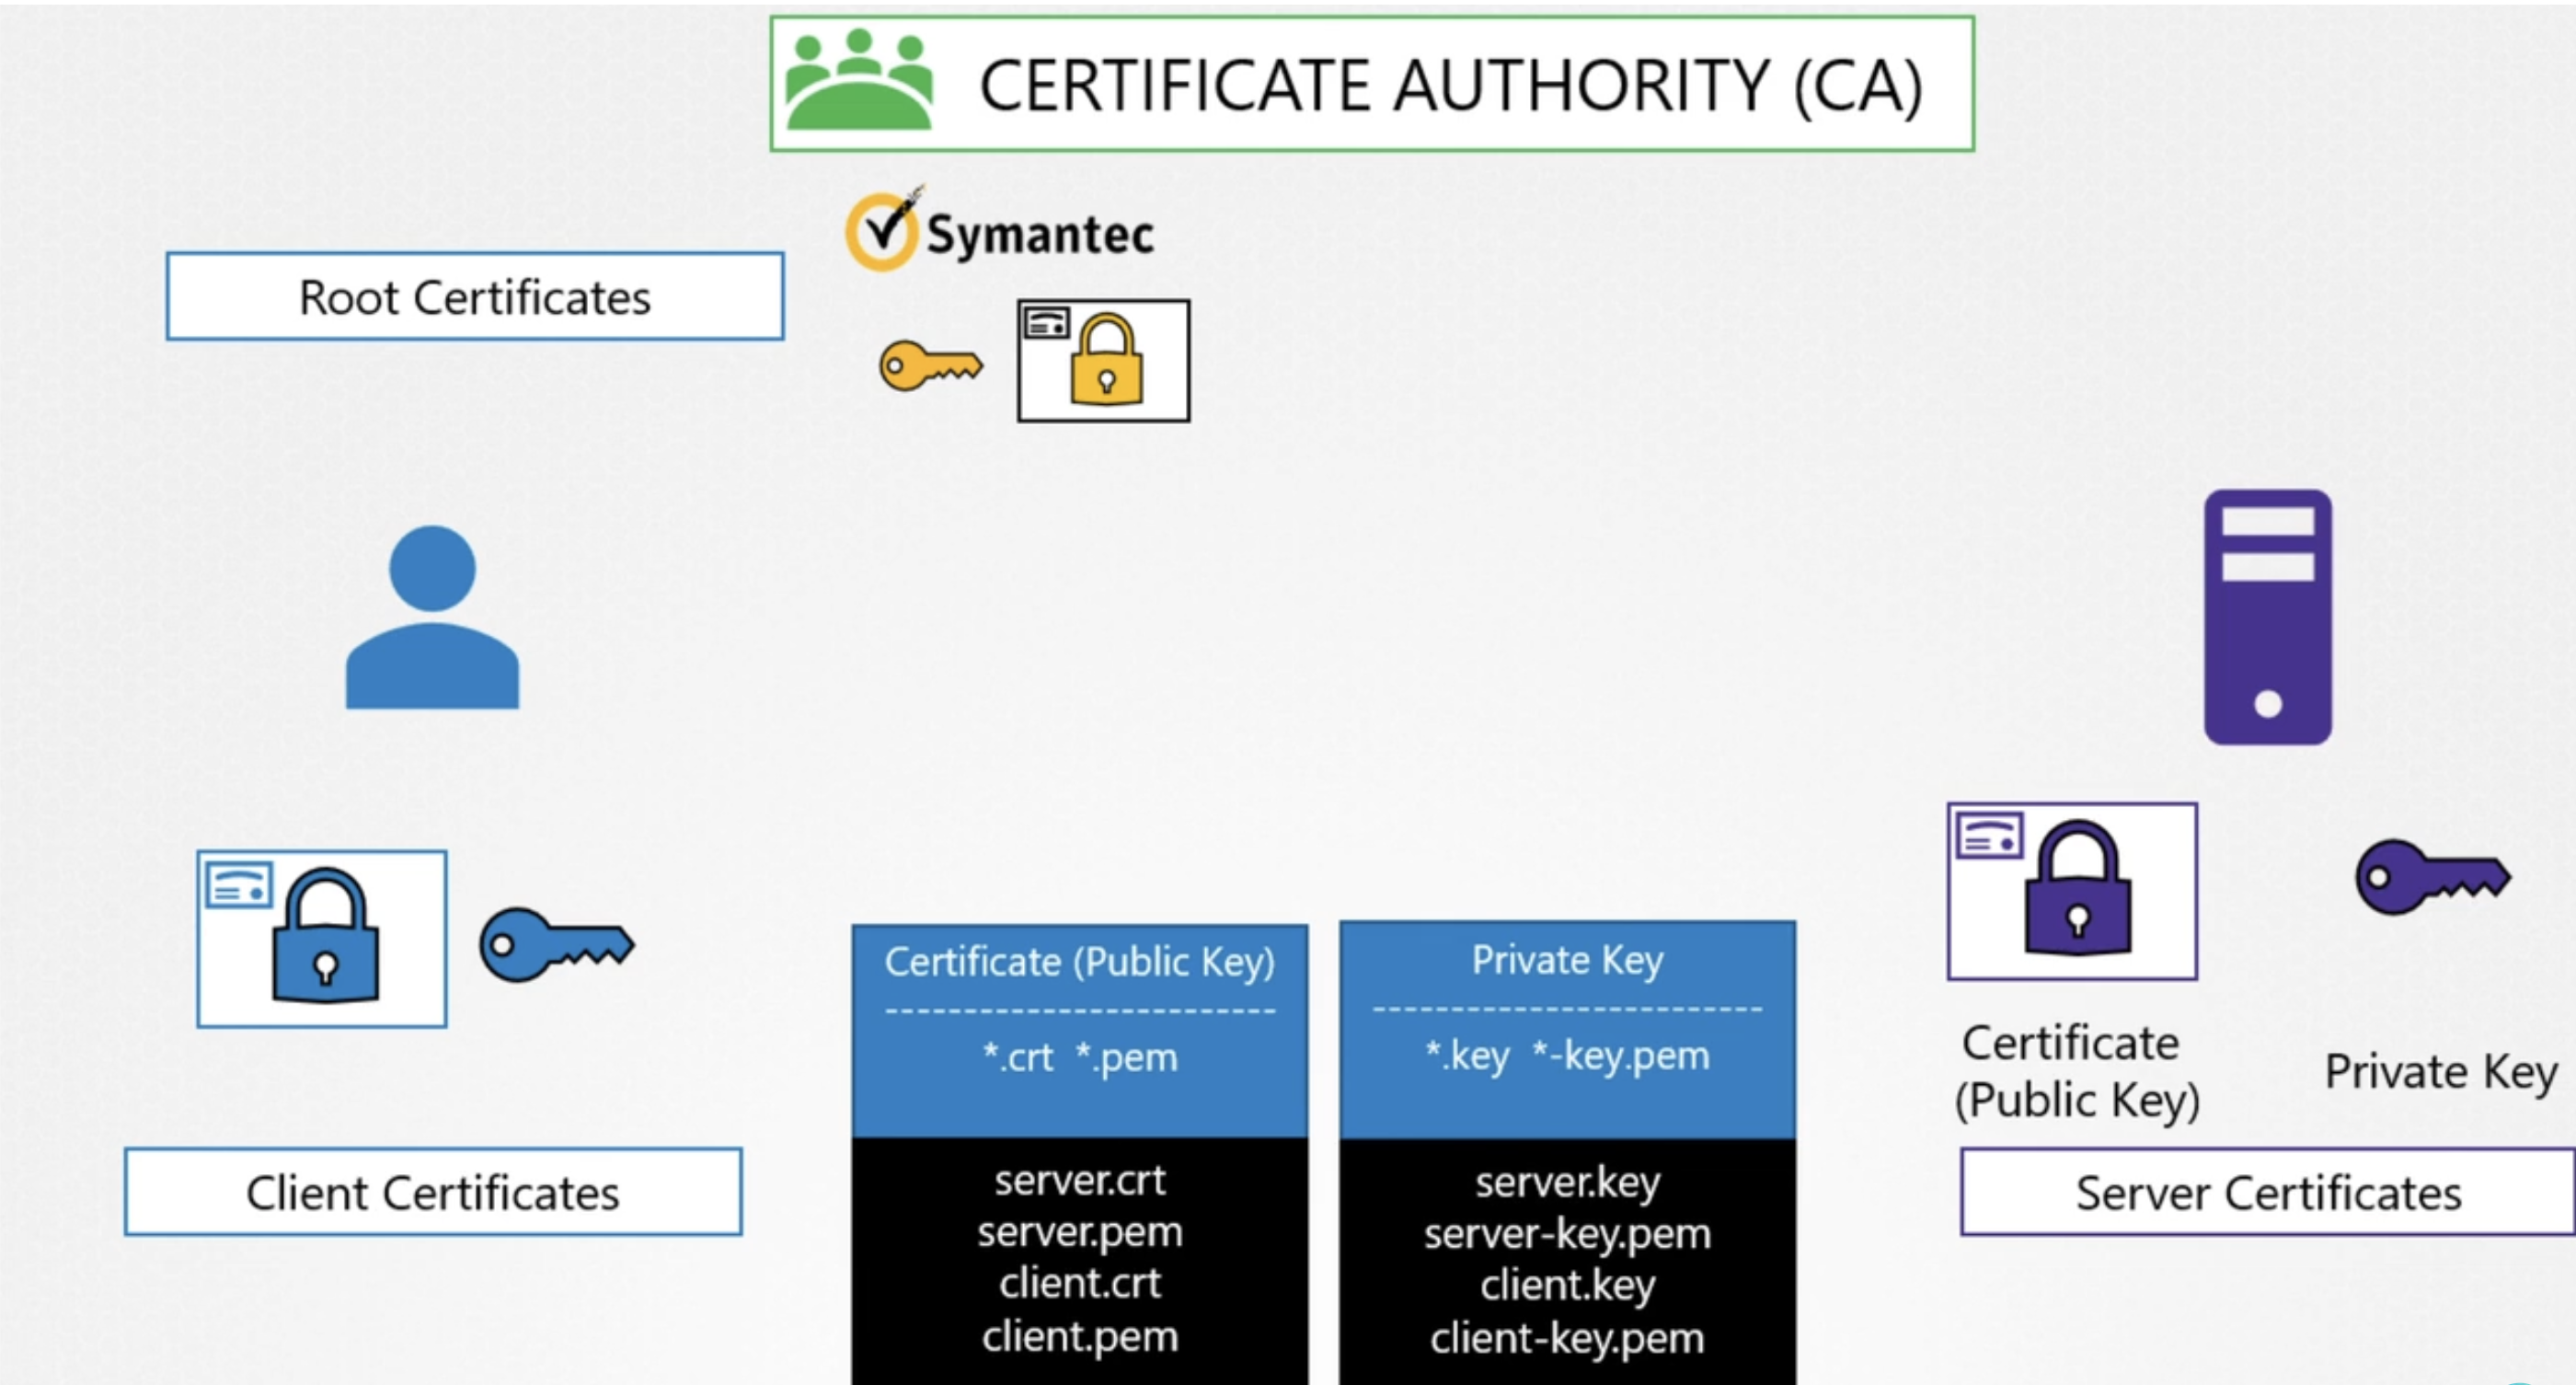 CERTIFICATE AUTHORITY (CA)
Symantec
Root Certificates
Certificate (Public Key)
-------------------------
*.crt *.pem
server.crt
server.pem
client.crt
client.pem
Private Key
-------------------------
*.key *-key.pem
server.key
server-key.pem
client.key
client-key.pem
Certificate
(Public Key)
Private Key
Client Certificates
Server Certificates